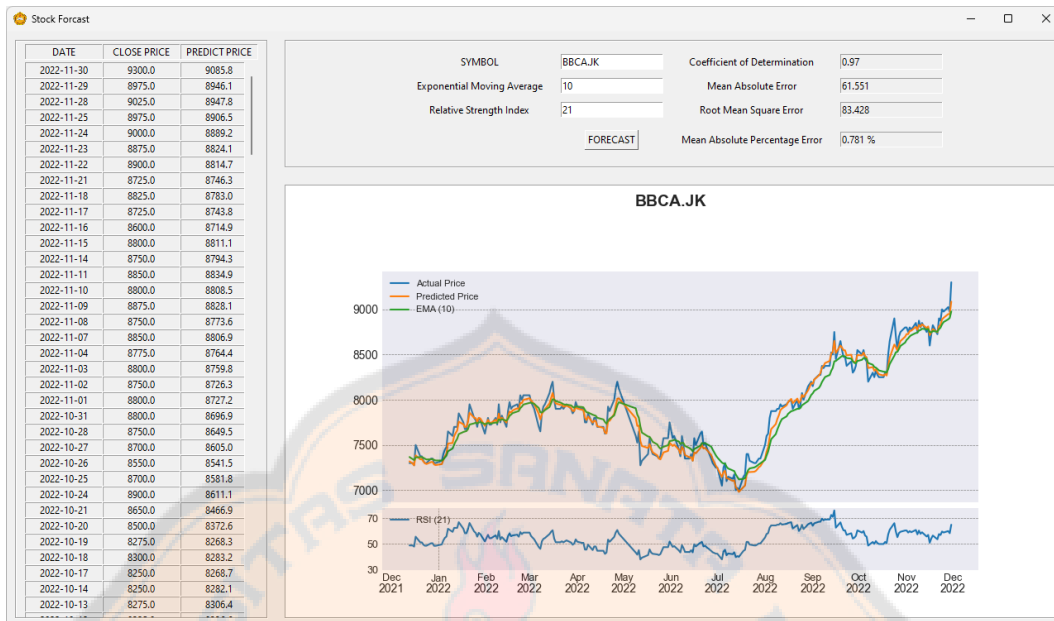 Stock Forcast
DATE CLOSE PRICE PREDICT PRICE
2022-11-30 9300.0 9085.8
2022-11-29 8975.0 8946.1
2022-11-28 9025.0 8947.8
2022-11-25 8975.0 8906.5
2022-11-24 9000.0 8889.2
2022-11-23 8875.0 8824.1
2022-11-22 8900.0 8814.7
2022-11-21 8725.0 8746.3
2022-11-18 8825.0 8783.0
2022-11-17 8725.0 8743.8
2022-11-16 8600.0 8714.9
2022-11-15 8800.0 8811.1
2022-11-14 8750.0 8794.3
2022-11-11 8850.0 8834.9
2022-11-10 8800.0 8808.5
2022-11-09 8875.0 8828.1
2022-11-08 8750.0 8773.6
2022-11-07 8850.0 8806.9
2022-11-04 8775.0 8764.4
2022-11-03 8800.0 8759.8
2022-11-02 8750.0 8726.3
2022-11-01 8800.0 8727.2
2022-10-31 8800.0 8696.9
2022-10-28 8750.0 8649.5
2022-10-27 8700.0 8605.0
2022-10-26 8550.0 8541.5
2022-10-25 8700.0 8581.8
2022-10-24 8900.0 8611.1
2022-10-21 8650.0 8466.9
2022-10-20 8500.0 8372.6
2022-10-19 8275.0 8268.3
2022-10-18 8300.0 8283.2
2022-10-17 8250.0 8268.7
2022-10-14 8250.0 8282.1
2022-10-13 8275.0 8306.4
SYMBOL BBCA.JK Coefficient of Determination 0.97
Exponential Moving Average 10 Mean Absolute Error 61.551
Relative Strength Index 21 Root Mean Square Error 83.428
FORECAST Mean Absolute Percentage Error 0.781 %
BBCA.JK
Actual Price
Predicted Price
EMA (10)
9000
8500
8000
7500
7000
RSI (21)
70
50
30
Dec Jan Feb Mar Apr May Jun Jul Aug Sep Oct Nov Dec
2021 2022 2022 2022 2022 2022 2022 2022 2022 2022 2022 2022 2022
SANATA